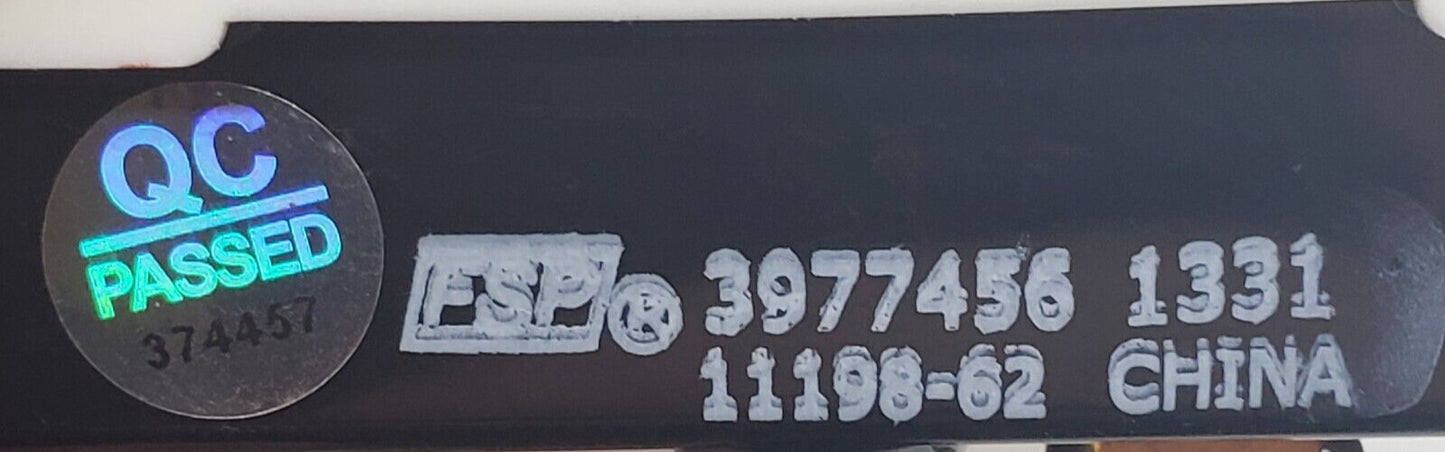 QC
PASSED
374457
FSP® 3977456 1331
11198-62 CHINA